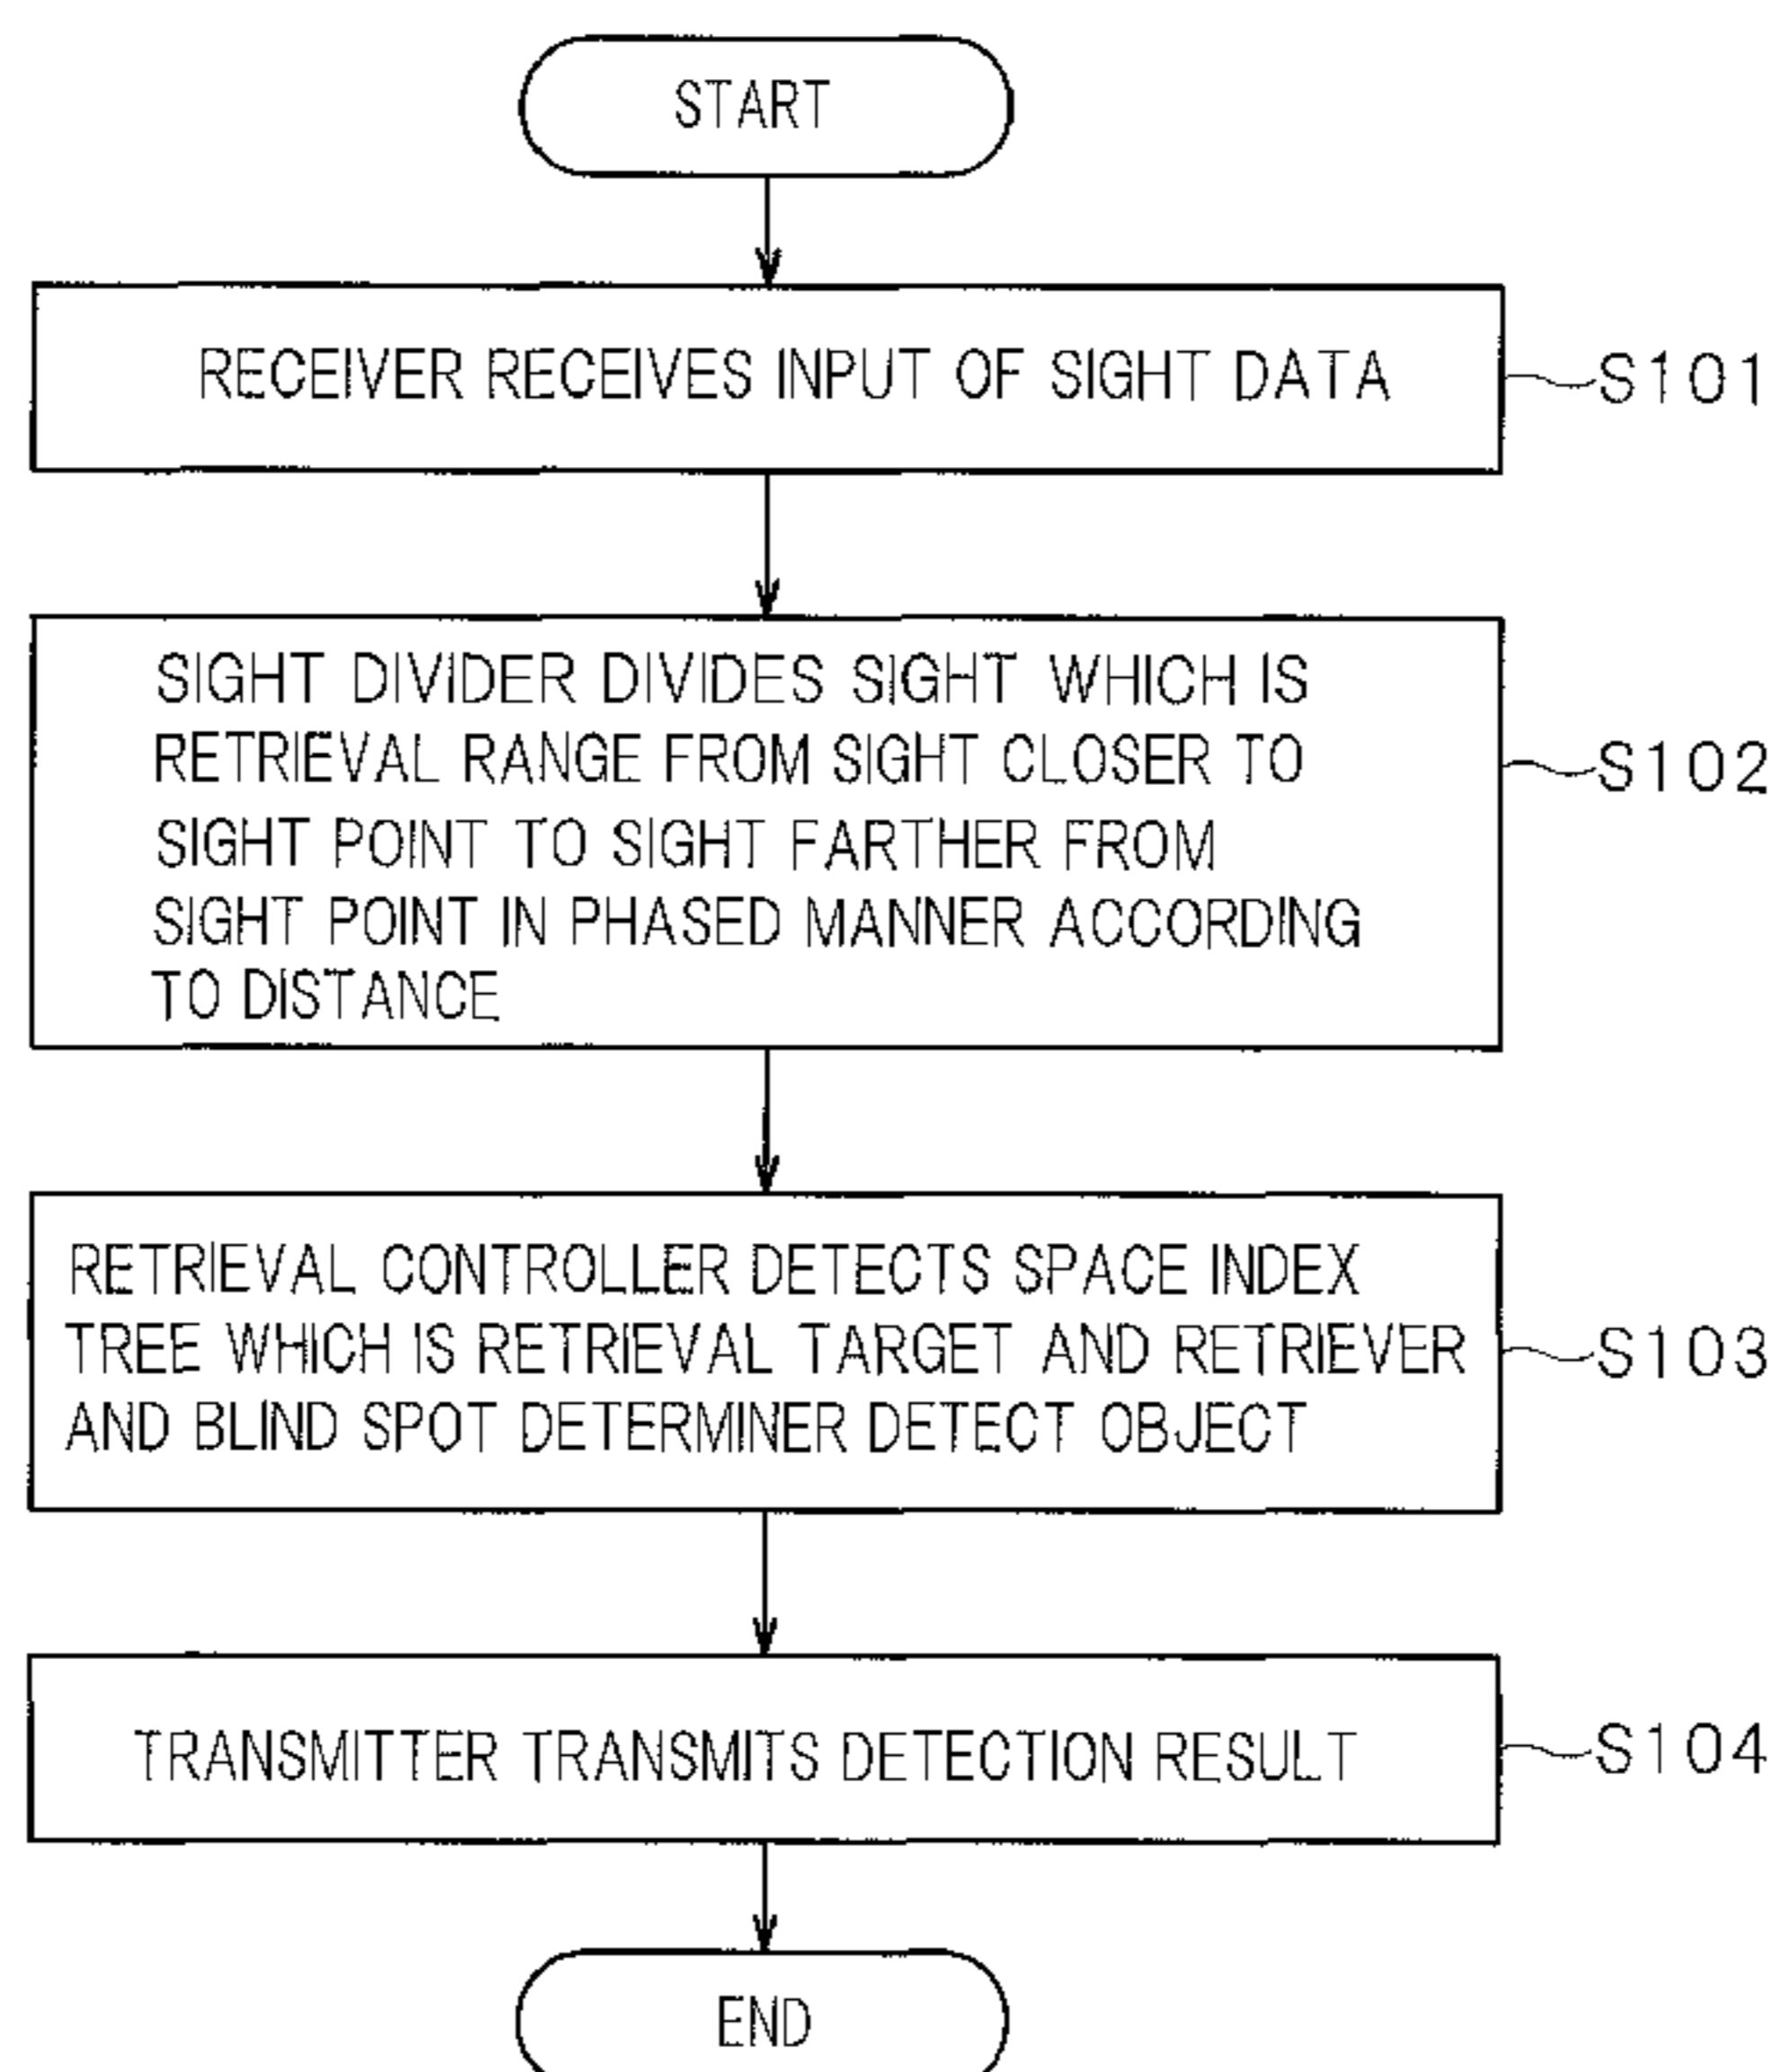 START
RECEIVER RECEIVES INPUT OF SIGHT DATA
S101
SIGHT DIVIDER DIVIDES SIGHT WHICH IS
RETRIEVAL RANGE FROM SIGHT CLOSER TO
SIGHT POINT TO SIGHT FARTHER FROM
SIGHT POINT IN PHASED MANNER ACCORDING
TO DISTANCE
S102
RETRIEVAL CONTROLLER DETECTS SPACE INDEX
TREE WHICH IS RETRIEVAL TARGET AND RETRIEVER
AND BLIND SPOT DETERMINER DETECT OBJECT
S103
TRANSMITTER TRANSMITS DETECTION RESULT
S104
END